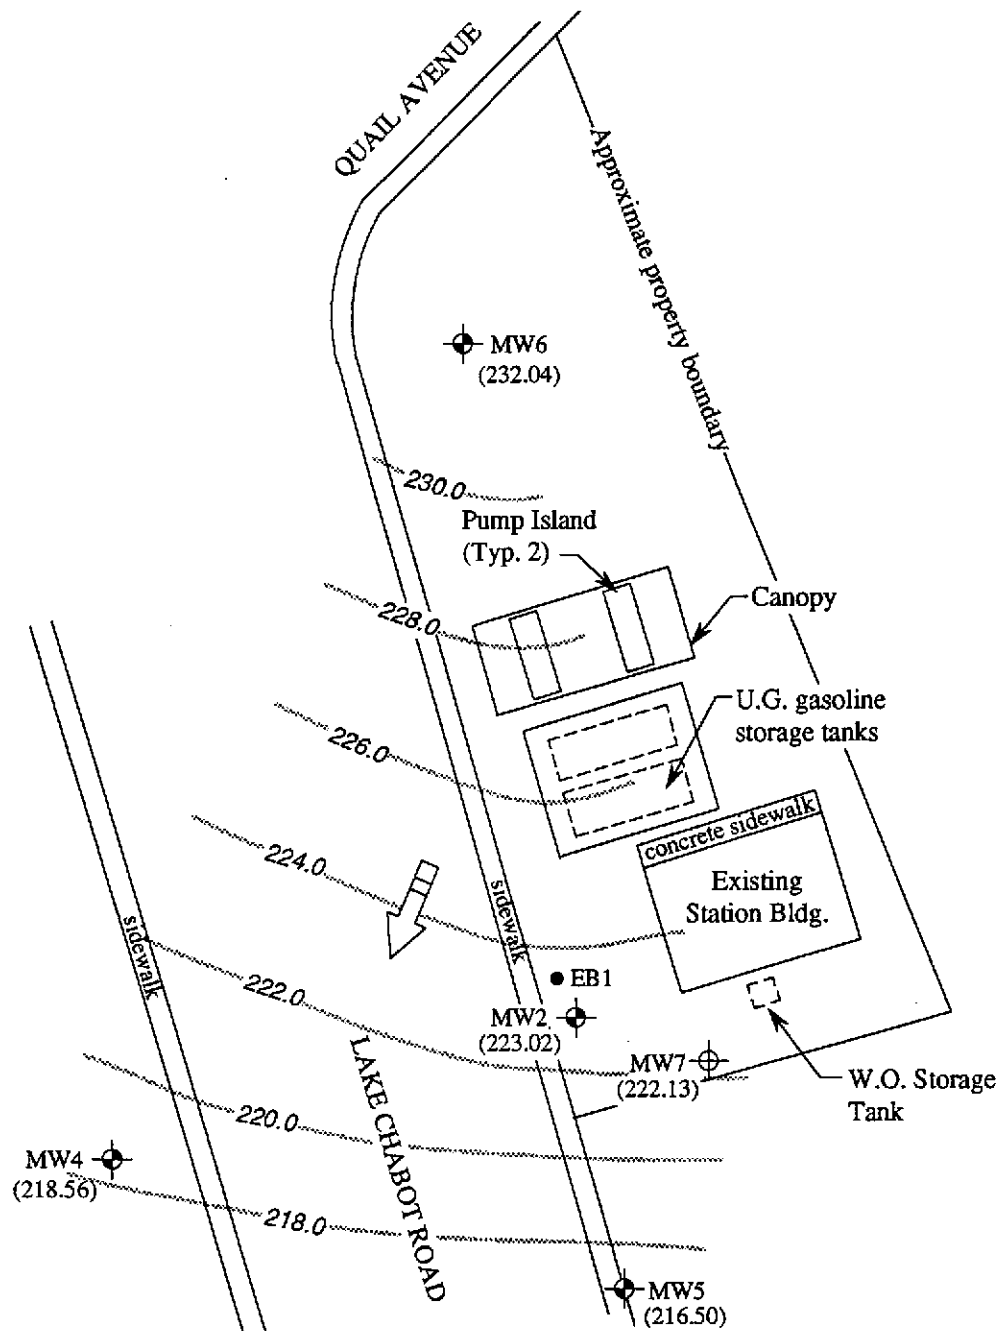 QUAIL AVENUE
Approximate property boundary
MW6
(232.04)
230.0
Pump Island
(Typ. 2)
Canopy
228.0
U.G. gasoline
storage tanks
226.0
concrete sidewalk
224.0
Existing
Station Bldg.
sidewalk
sidewalk
EB1
222.0
MW2
(223.02)
MW7
(222.13)
W.O. Storage
Tank
LAKE CHABOT ROAD
220.0
MW4
(218.56)
218.0
MW5
(216.50)